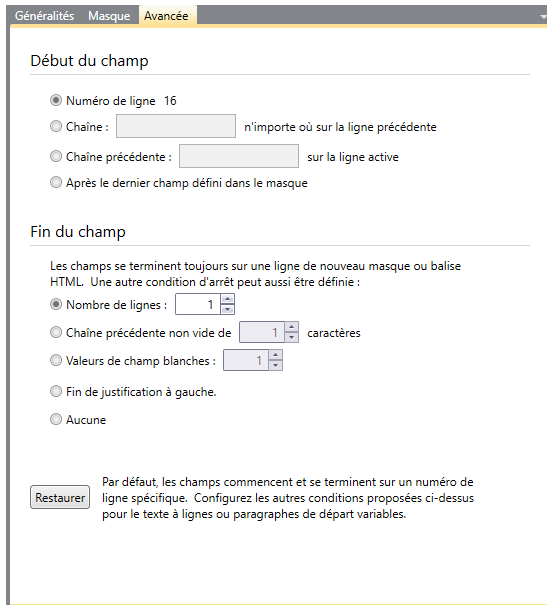 Généralités Masque Avancée
Début du champ
Numéro de ligne 16
Chaîne : n'importe où sur la ligne précédente
Chaîne précédente : sur la ligne active
Après le dernier champ défini dans le masque
Fin du champ
Les champs se terminent toujours sur une ligne de nouveau masque ou balise
HTML. Une autre condition d'arrêt peut aussi être définie :
Nombre de lignes : 1
Chaîne précédente non vide de 1 caractères
Valeurs de champ blanches : 1
Fin de justification à gauche.
Aucune
Restaurer
Par défaut, les champs commencent et se terminent sur un numéro de
ligne spécifique. Configurez les autres conditions proposées ci-dessus
pour le texte à lignes ou paragraphes de départ variables.